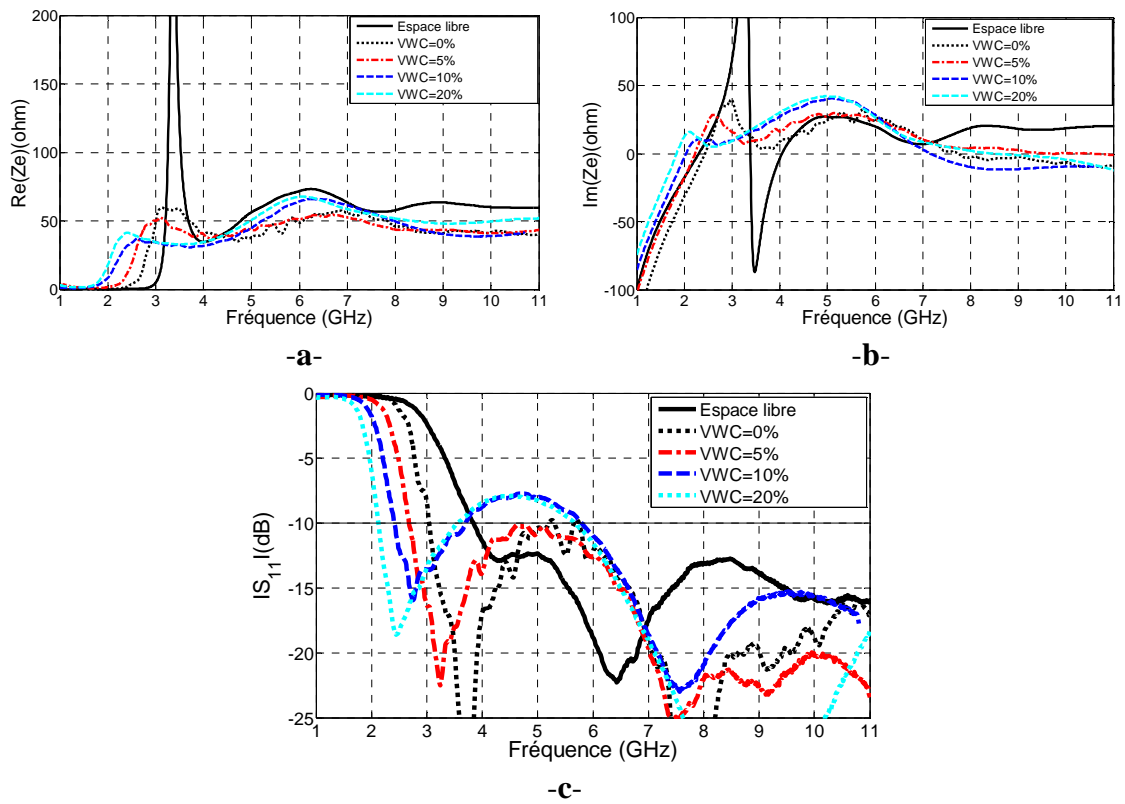 200
150
100
50
0
Re(Ze)(ohm)
1 2 3 4 5 6 7 8 9 10 11
Fréquence (GHz)
Espace libre
VWC=0%
VWC=5%
VWC=10%
VWC=20%
-a-
100
50
0
-50
-100
Im(Ze)(ohm)
1 2 3 4 5 6 7 8 9 10 11
Fréquence (GHz)
Espace libre
VWC=0%
VWC=5%
VWC=10%
VWC=20%
-b-
0
-5
-10
-15
-20
-25
IS11I(dB)
1 2 3 4 5 6 7 8 9 10 11
Fréquence (GHz)
Espace libre
VWC=0%
VWC=5%
VWC=10%
VWC=20%
-c-